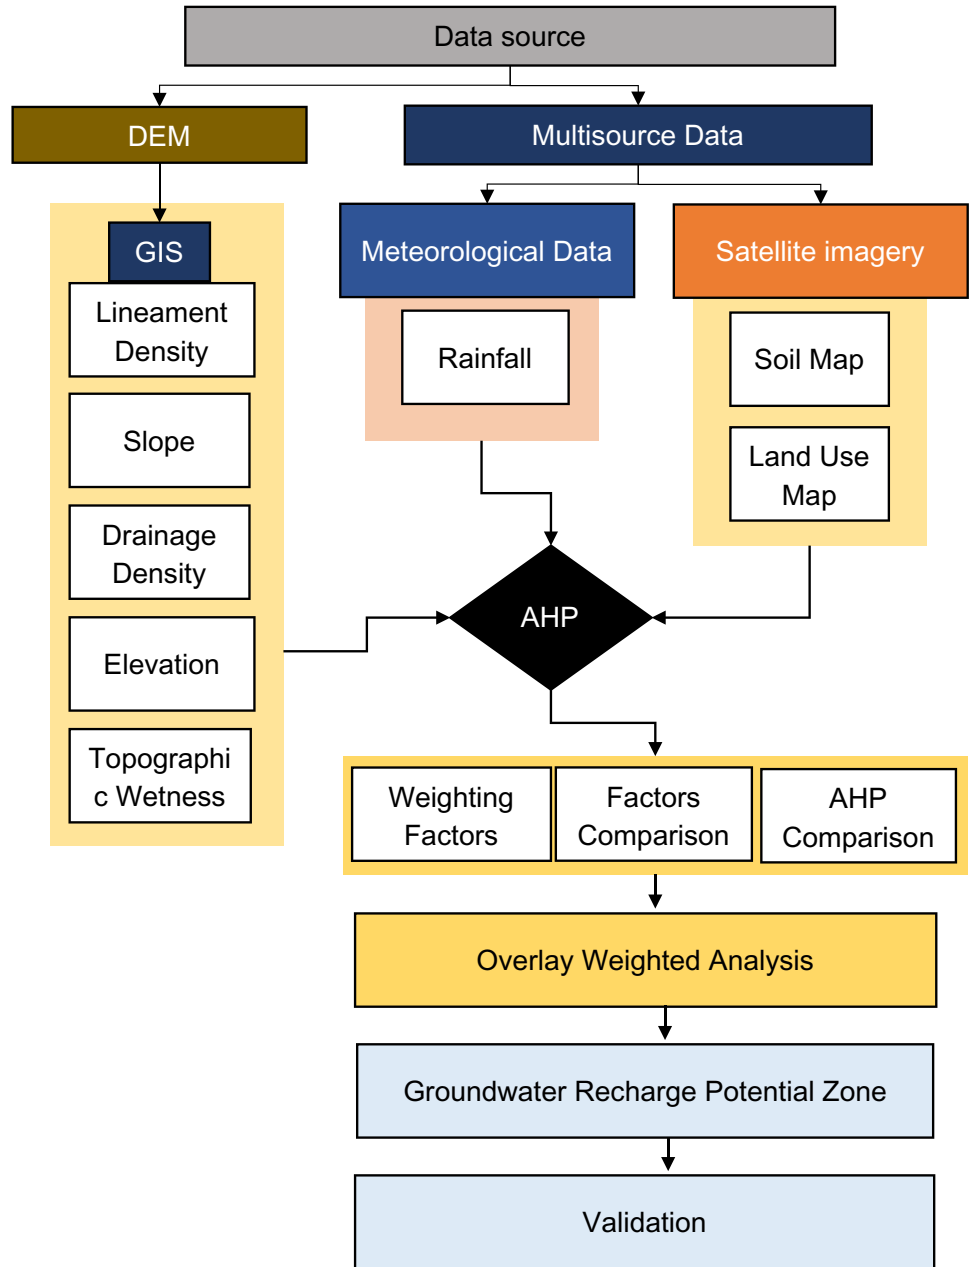 Data source
DEM
Multisource Data
GIS
Meteorological Data
Satellite imagery
Lineament
Density
Rainfall
Soil Map
Slope
Land Use
Map
Drainage
Density
AHP
Elevation
Topographi
c Wetness
Weighting
Factors
Factors
Comparison
AHP
Comparison
Overlay Weighted Analysis
Groundwater Recharge Potential Zone
Validation